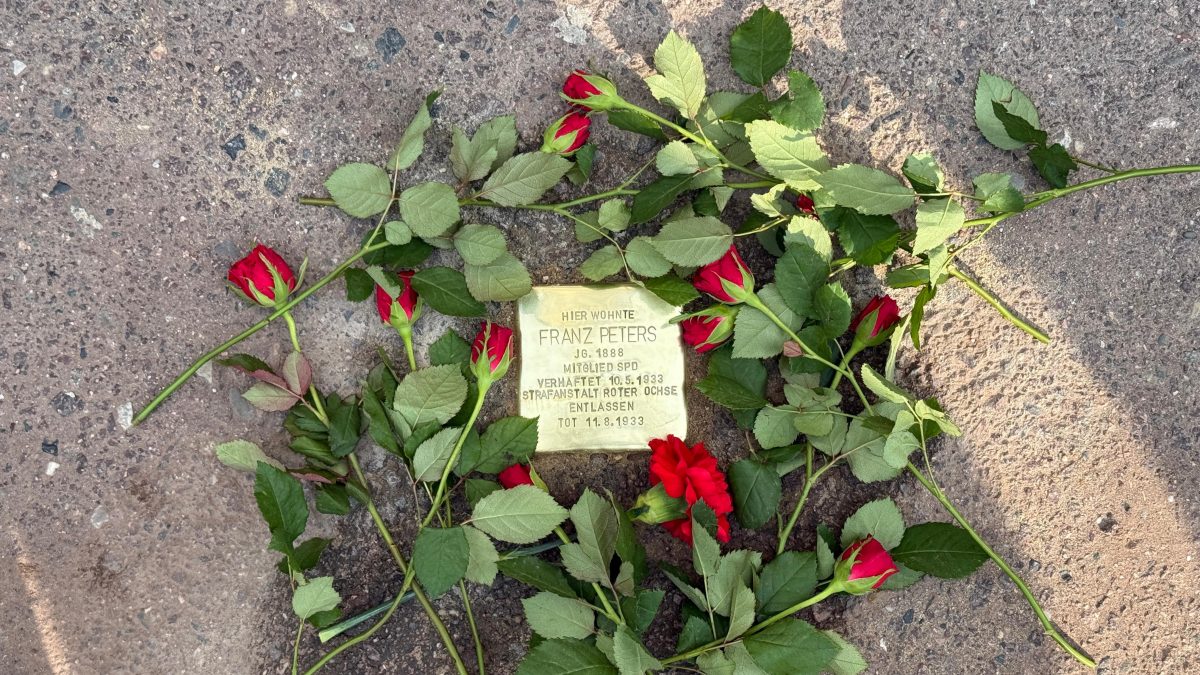 HIER WOHNTE
FRANZ PETERS
JG. 1888
MITGLIED SPD
VERHAFTET 10.5.1933
STRAFANSTALT ROTER OCHSE
ENTLASSEN
TOT 11.8.1933